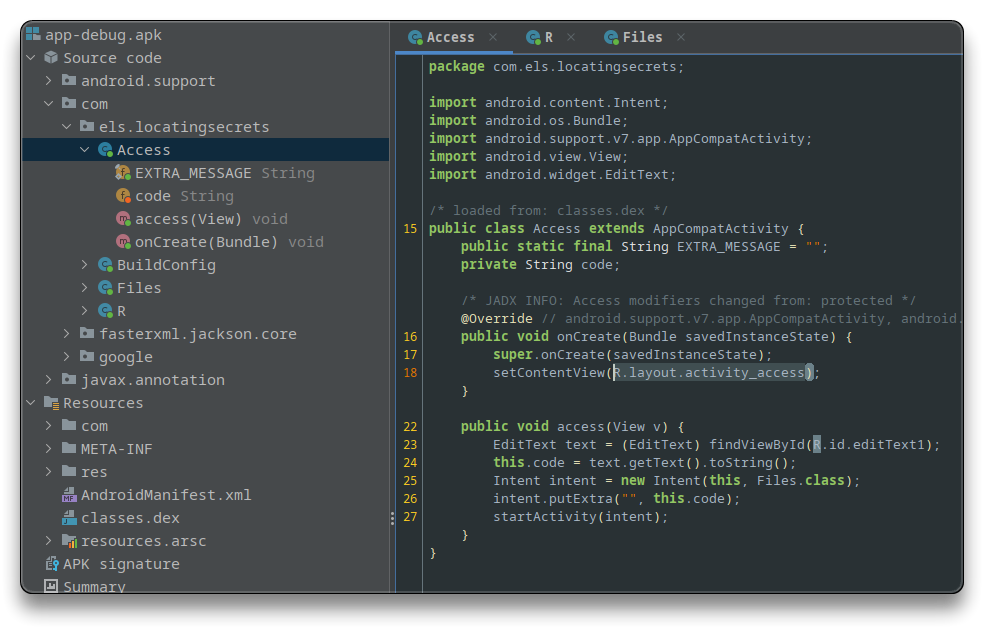 app-debug.apk
Source code
android.support
com
els.locatingsecrets
Access
EXTRA_MESSAGE String
code String
access(View) void
onCreate(Bundle) void
BuildConfig
Files
R
fasterxml.jackson.core
google
javax.annotation
Resources
com
META-INF
res
AndroidManifest.xml
classes.dex
resources.arsc
APK signature
Summary
Access × R × Files ×
package com.els.locatingsecrets;
import android.content.Intent;
import android.os.Bundle;
import android.support.v7.app.AppCompatActivity;
import android.view.View;
import android.widget.EditText;
/* loaded from: classes.dex */
15 public class Access extends AppCompatActivity {
public static final String EXTRA_MESSAGE = "";
private String code;
/* JADX INFO: Access modifiers changed from: protected */
@Override // android.support.v7.app.AppCompatActivity, android.
16 public void onCreate(Bundle savedInstanceState) {
17 super.onCreate(savedInstanceState);
18 setContentView(R.layout.activity_access);
}
22 public void access(View v) {
23 EditText text = (EditText) findViewById(R.id.editText1);
24 this.code = text.getText().toString();
25 Intent intent = new Intent(this, Files.class);
26 intent.putExtra("", this.code);
27 startActivity(intent);
}
}